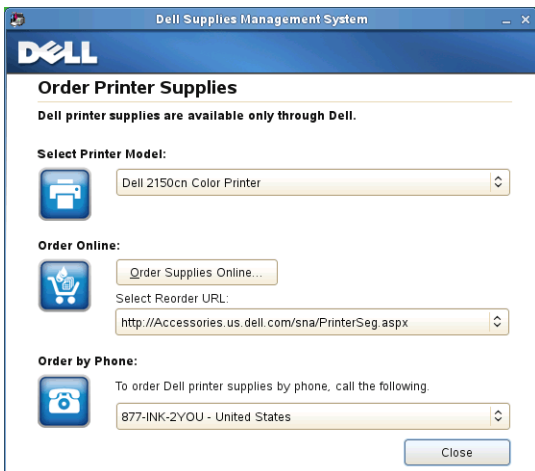 Dell Supplies Management System
DELL
Order Printer Supplies
Dell printer supplies are available only through Dell.
Select Printer Model:
Dell 2150cn Color Printer
Order Online:
Order Supplies Online...
Select Reorder URL:
http://Accessories.us.dell.com/sna/PrinterSeg.aspx
Order by Phone:
To order Dell printer supplies by phone, call the following.
877-INK-2YOU - United States
Close